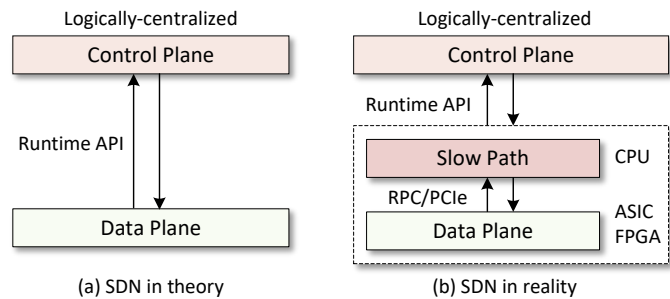 Logically-centralized
Control Plane
Runtime API
Data Plane
(a) SDN in theory
Logically-centralized
Control Plane
Runtime API
Slow Path
CPU
RPC/PCIe
Data Plane
ASIC
FPGA
(b) SDN in reality